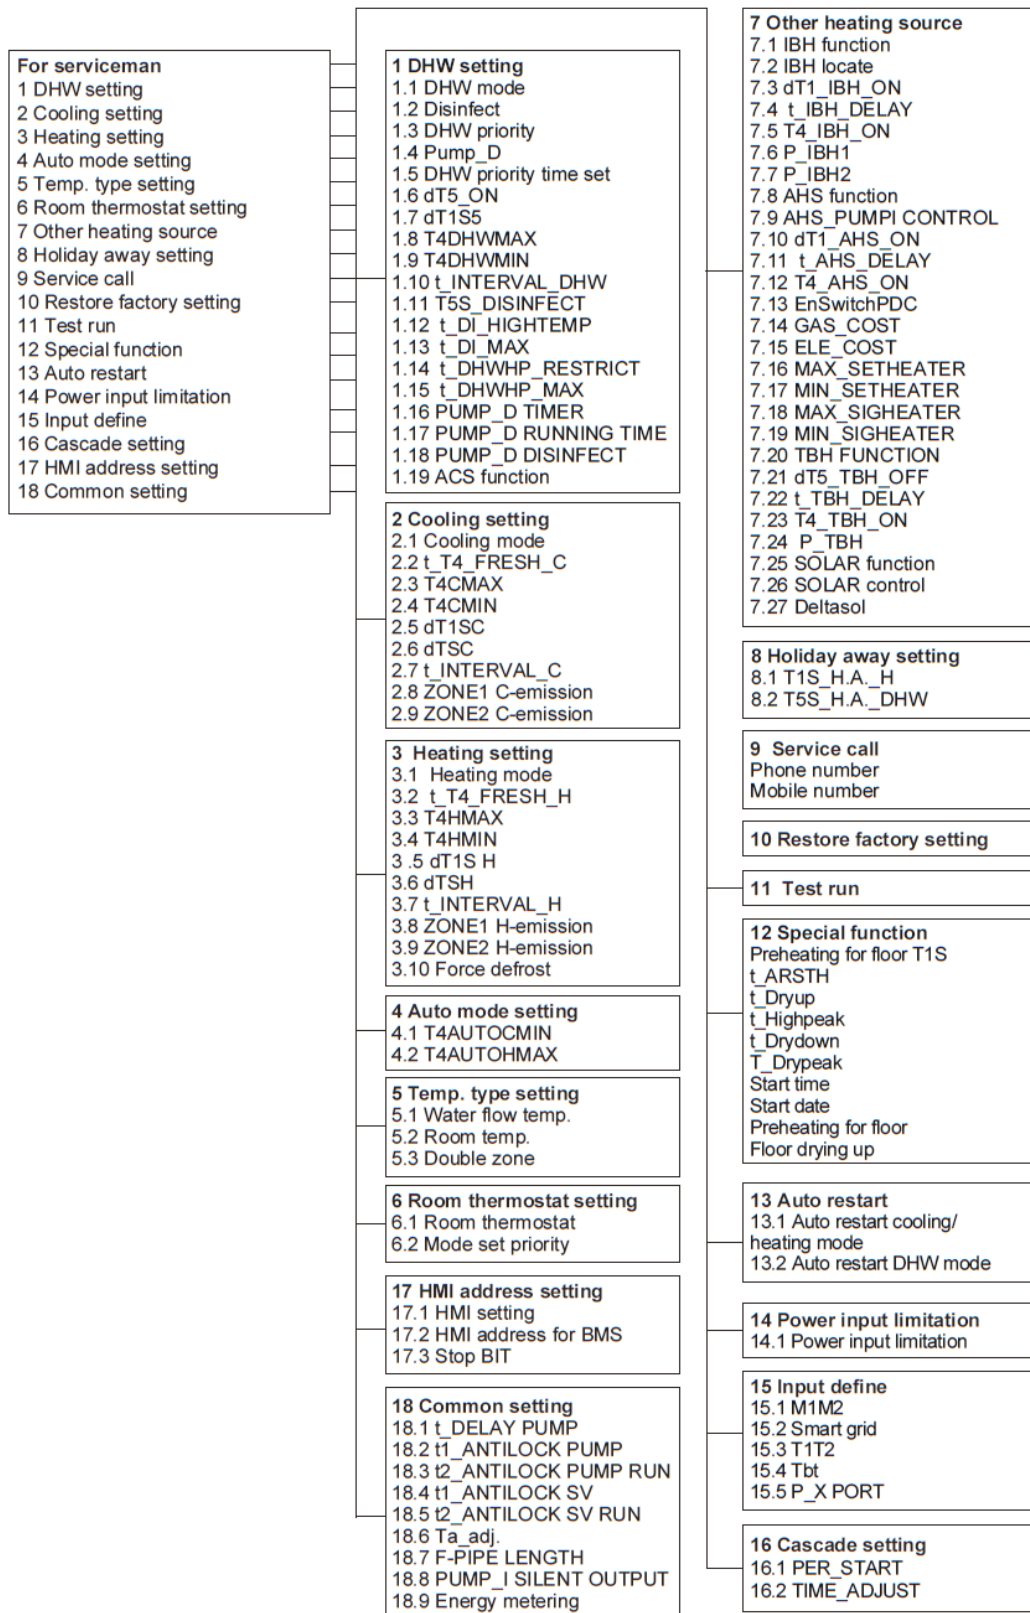 For serviceman
1 DHW setting
2 Cooling setting
3 Heating setting
4 Auto mode setting
5 Temp. type setting
6 Room thermostat setting
7 Other heating source
8 Holiday away setting
9 Service call
10 Restore factory setting
11 Test run
12 Special function
13 Auto restart
14 Power input limitation
15 Input define
16 Cascade setting
17 HMI address setting
18 Common setting
1 DHW setting
1.1 DHW mode
1.2 Disinfect
1.3 DHW priority
1.4 Pump_D
1.5 DHW priority time set
1.6 dT5_ON
1.7 dT1S5
1.8 T4DHWMAX
1.9 T4DHWMIN
1.10 t_INTERVAL_DHW
1.11 T5S_DISINFECT
1.12 t_DI_HIGHTEMP
1.13 t_DI_MAX
1.14 t_DHWHP_RESTRICT
1.15 t_DHWHP_MAX
1.16 PUMP_D TIMER
1.17 PUMP_D RUNNING TIME
1.18 PUMP_D DISINFECT
1.19 ACS function
2 Cooling setting
2.1 Cooling mode
2.2 t_T4_FRESH_C
2.3 T4CMAX
2.4 T4CMIN
2.5 dT1SC
2.6 dTSC
2.7 t_INTERVAL_C
2.8 ZONE1 C-emission
2.9 ZONE2 C-emission
3 Heating setting
3.1 Heating mode
3.2 t_T4_FRESH_H
3.3 T4HMAX
3.4 T4HMIN
3 .5 dT1S H
3.6 dTSH
3.7 t_INTERVAL_H
3.8 ZONE1 H-emission
3.9 ZONE2 H-emission
3.10 Force defrost
4 Auto mode setting
4.1 T4AUTOCMIN
4.2 T4AUTOHMAX
5 Temp. type setting
5.1 Water flow temp.
5.2 Room temp.
5.3 Double zone
6 Room thermostat setting
6.1 Room thermostat
6.2 Mode set priority
17 HMI address setting
17.1 HMI setting
17.2 HMI address for BMS
17.3 Stop BIT
18 Common setting
18.1 t_DELAY PUMP
18.2 t1_ANTILOCK PUMP
18.3 t2_ANTILOCK PUMP RUN
18.4 t1_ANTILOCK SV
18.5 t2_ANTILOCK SV RUN
18.6 Ta_adj.
18.7 F-PIPE LENGTH
18.8 PUMP_I SILENT OUTPUT
18.9 Energy metering
7 Other heating source
7.1 IBH function
7.2 IBH locate
7.3 dT1_IBH_ON
7.4 t_IBH_DELAY
7.5 T4_IBH_ON
7.6 P_IBH1
7.7 P_IBH2
7.8 AHS function
7.9 AHS_PUMPI CONTROL
7.10 dT1_AHS_ON
7.11 t_AHS_DELAY
7.12 T4_AHS_ON
7.13 EnSwitchPDC
7.14 GAS_COST
7.15 ELE_COST
7.16 MAX_SETHEATER
7.17 MIN_SETHEATER
7.18 MAX_SIGHEATER
7.19 MIN_SIGHEATER
7.20 TBH FUNCTION
7.21 dT5_TBH_OFF
7.22 t_TBH_DELAY
7.23 T4_TBH_ON
7.24 P_TBH
7.25 SOLAR function
7.26 SOLAR control
7.27 Deltasol
8 Holiday away setting
8.1 T1S_H.A._H
8.2 T5S_H.A._DHW
9 Service call
Phone number
Mobile number
10 Restore factory setting
11 Test run
12 Special function
Preheating for floor T1S
t_ARSTH
t_Dryup
t_Highpeak
t_Drydown
T_Drypeak
Start time
Start date
Preheating for floor
Floor drying up
13 Auto restart
13.1 Auto restart cooling/
heating mode
13.2 Auto restart DHW mode
14 Power input limitation
14.1 Power input limitation
15 Input define
15.1 M1M2
15.2 Smart grid
15.3 T1T2
15.4 Tbt
15.5 P_X PORT
16 Cascade setting
16.1 PER_START
16.2 TIME_ADJUST